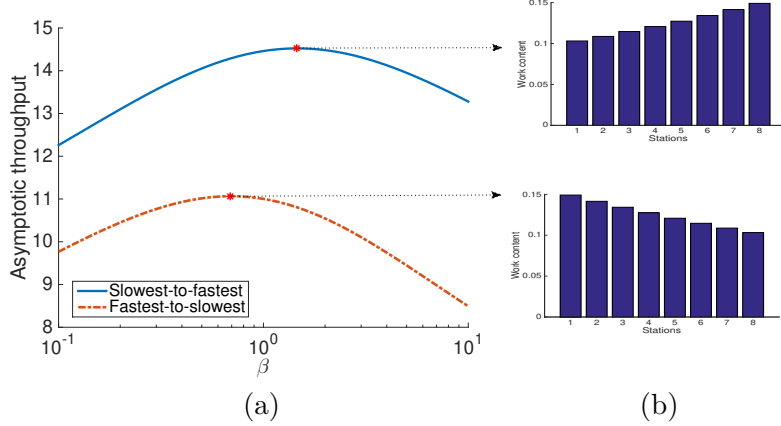 15
14
13
12
11
10
9
8
Asymptotic throughput
Slowest-to-fastest
Fastest-to-slowest
10^-1
10^0
10^1
β
(a)
0.15
0.1
0.05
0
Work content
1 2 3 4 5 6 7 8
Stations
0.15
0.1
0.05
0
Work content
1 2 3 4 5 6 7 8
Stations
(b)